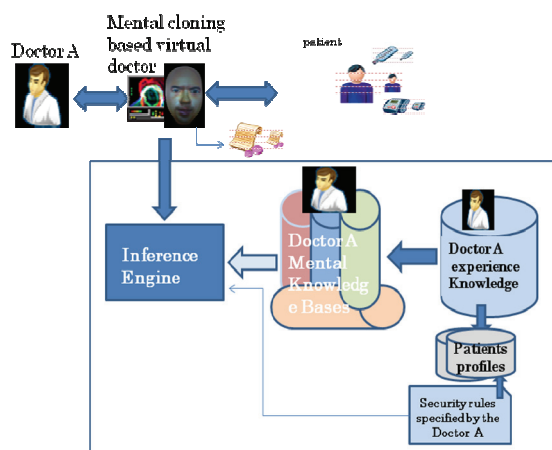 Doctor A
Mental cloning
based virtual
doctor
patient
Inference
Engine
Doctor A
Mental
Knowledg
e Bases
Doctor A
experience
Knowledge
Patients
profiles
Security rules
specified by the
Doctor A